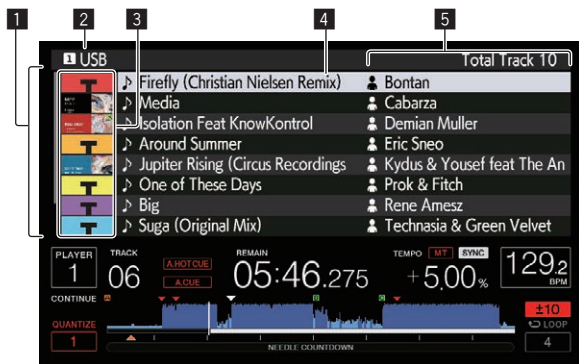 1 2 3 4 5
1 USB Total Track 10
Firefly (Christian Nielsen Remix) Bontan
Media Cabarza
Isolation Feat KnowKontrol Demian Muller
Around Summer Eric Sneo
Jupiter Rising (Circus Recordings Kydus & Yousef feat The An
One of These Days Prok & Fitch
Big Rene Amesz
Suga (Original Mix) Technasia & Green Velvet
PLAYER 1 TRACK 06 A.HOT CUE A.CUE REMAIN 05:46.275 TEMPO MT SYNC +5.00% 129.2 BPM
CONTINUE A C C ±10
QUANTIZE 1 LOOP 4
NEEDLE COUNTDOWN